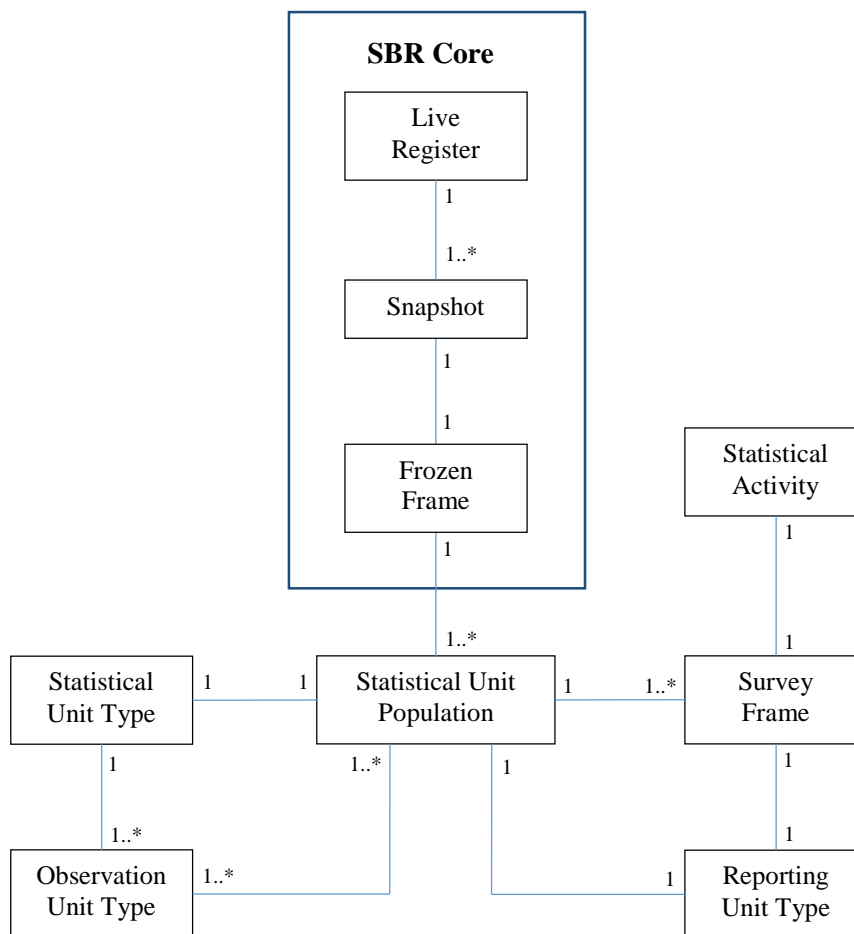 SBR Core
Live
Register
1
1..*
Snapshot
1
1
Frozen
Frame
1
Statistical
Activity
1
1..*
1
Statistical
Unit Type
1
1
Statistical Unit
Population
1
1..*
Survey
Frame
1
1..*
1
1
1..*
1
Observation
Unit Type
1..*
1
Reporting
Unit Type